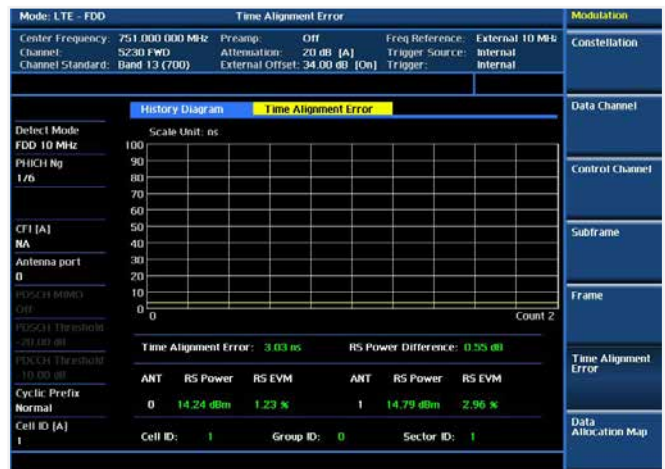 Mode: LTE - FDD Time Alignment Error Modulation
Center Frequency: 751.000 000 MHz Preamp: Off Freq Reference: External 10 MHz
Channel: 5230 FWD Attenuation: 20 dB [A] Trigger Source: Internal
Channel Standard: Band 13 (700) External Offset: 34.00 dB [On] Trigger: Internal
Constellation
Data Channel
Control Channel
Subframe
Frame
Time Alignment
Error
Data
Allocation Map
History Diagram Time Alignment Error
Detect Mode
FDD 10 MHz
PHICH Ng
1/6
CFI [A]
NA
Antenna port
0
PDSCH MIMO
Off
PDSCH Threshold
-20.00 dB
PDCCH Threshold
-10.00 dB
Cyclic Prefix
Normal
Cell ID [A]
1
Scale Unit: ns
100
90
80
70
60
50
40
30
20
10
0
0 Count 2
Time Alignment Error: 3.03 ns RS Power Difference: 0.55 dB
ANT RS Power RS EVM ANT RS Power RS EVM
0 14.24 dBm 1.23 % 1 14.79 dBm 2.96 %
Cell ID: 1 Group ID: 0 Sector ID: 1